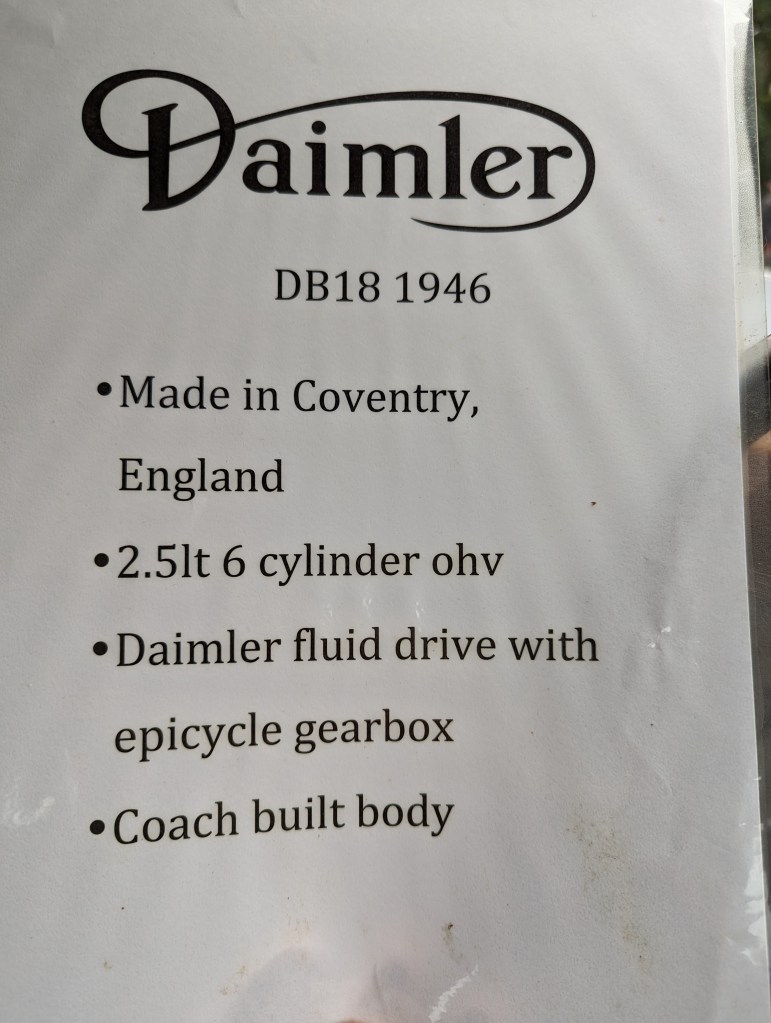 Daimler
DB18 1946
•Made in Coventry,
England
•2.5lt 6 cylinder ohv
•Daimler fluid drive with
epicycle gearbox
•Coach built body